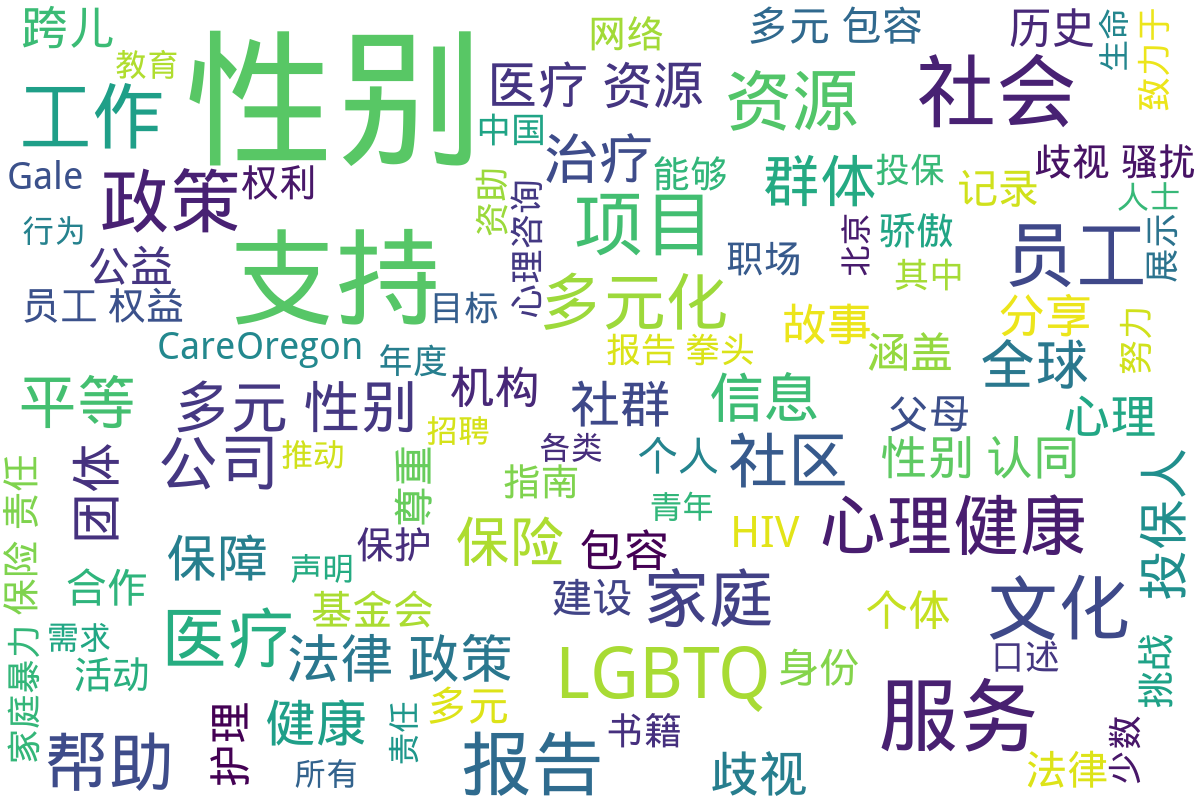 跨儿
网络
多元 包容
历史
生命
致力于
教育
性别
医疗 资源
资源
社会
工作
中国
治疗
能够
群体
投保
歧视 骚扰
Gale
政策
权利
资助
心理咨询
项目
记录
人士
行为
支持
职场
北京
骄傲
员工
展示
公益
其中
员工 权益
目标
多元化
故事
分享
努力
CareOregon
年度
报告 拳头
涵盖
全球
平等
多元 性别
机构
社群
信息
父母
心理
招聘
公司
推动
各类
个人
社区
性别 认同
团体
尊重
指南
青年
投保人
家庭暴力 保险 责任
保障
声明
保护
保险
包容
HIV
心理健康
合作
基金会
建设
家庭
个体
文化
需求
医疗
法律 政策
LGBTQ
身份
口述
挑战
活动
护理
健康
责任
多元
书籍
服务
少数
帮助
所有
报告
歧视
法律